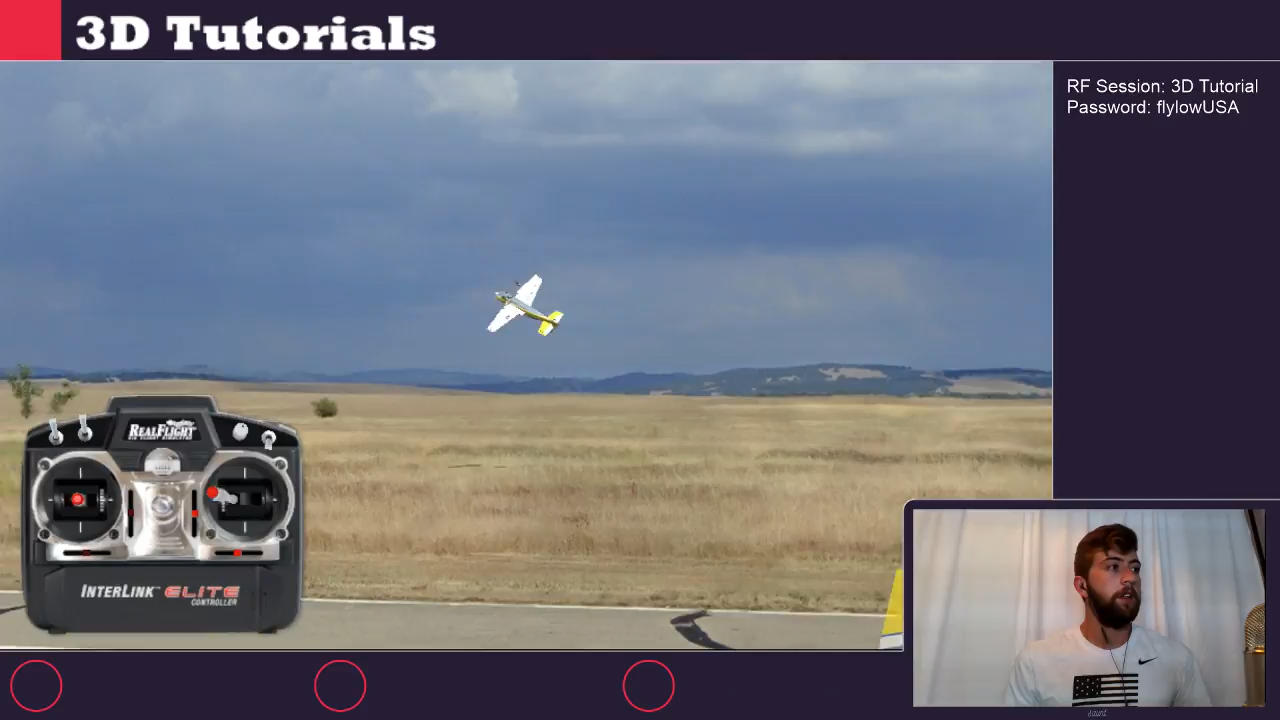 3D Tutorials
RF Session: 3D Tutorial
Password: flylowUSA
REALFLIGHT
INTERLINK ELITE
CONTROLLER